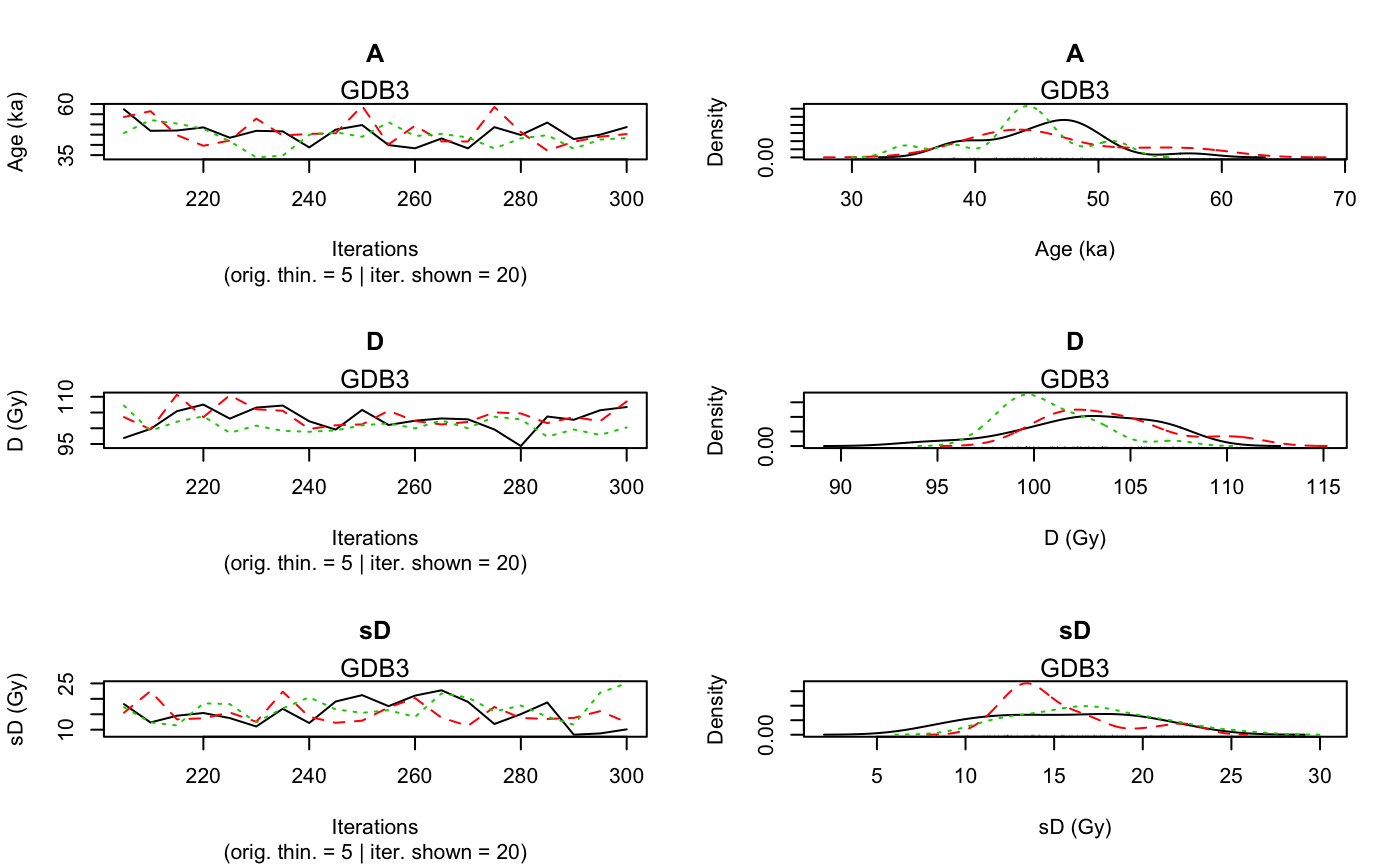 A
GDB3
Age (ka)
60
35
220 240 260 280 300
Iterations
(orig. thin. = 5 | iter. shown = 20)
A
GDB3
Density
0.00
30 40 50 60 70
Age (ka)
D
GDB3
D (Gy)
110
95
220 240 260 280 300
Iterations
(orig. thin. = 5 | iter. shown = 20)
D
GDB3
Density
0.00
90 95 100 105 110 115
D (Gy)
sD
GDB3
sD (Gy)
25
10
220 240 260 280 300
Iterations
(orig. thin. = 5 | iter. shown = 20)
sD
GDB3
Density
0.00
5 10 15 20 25 30
sD (Gy)